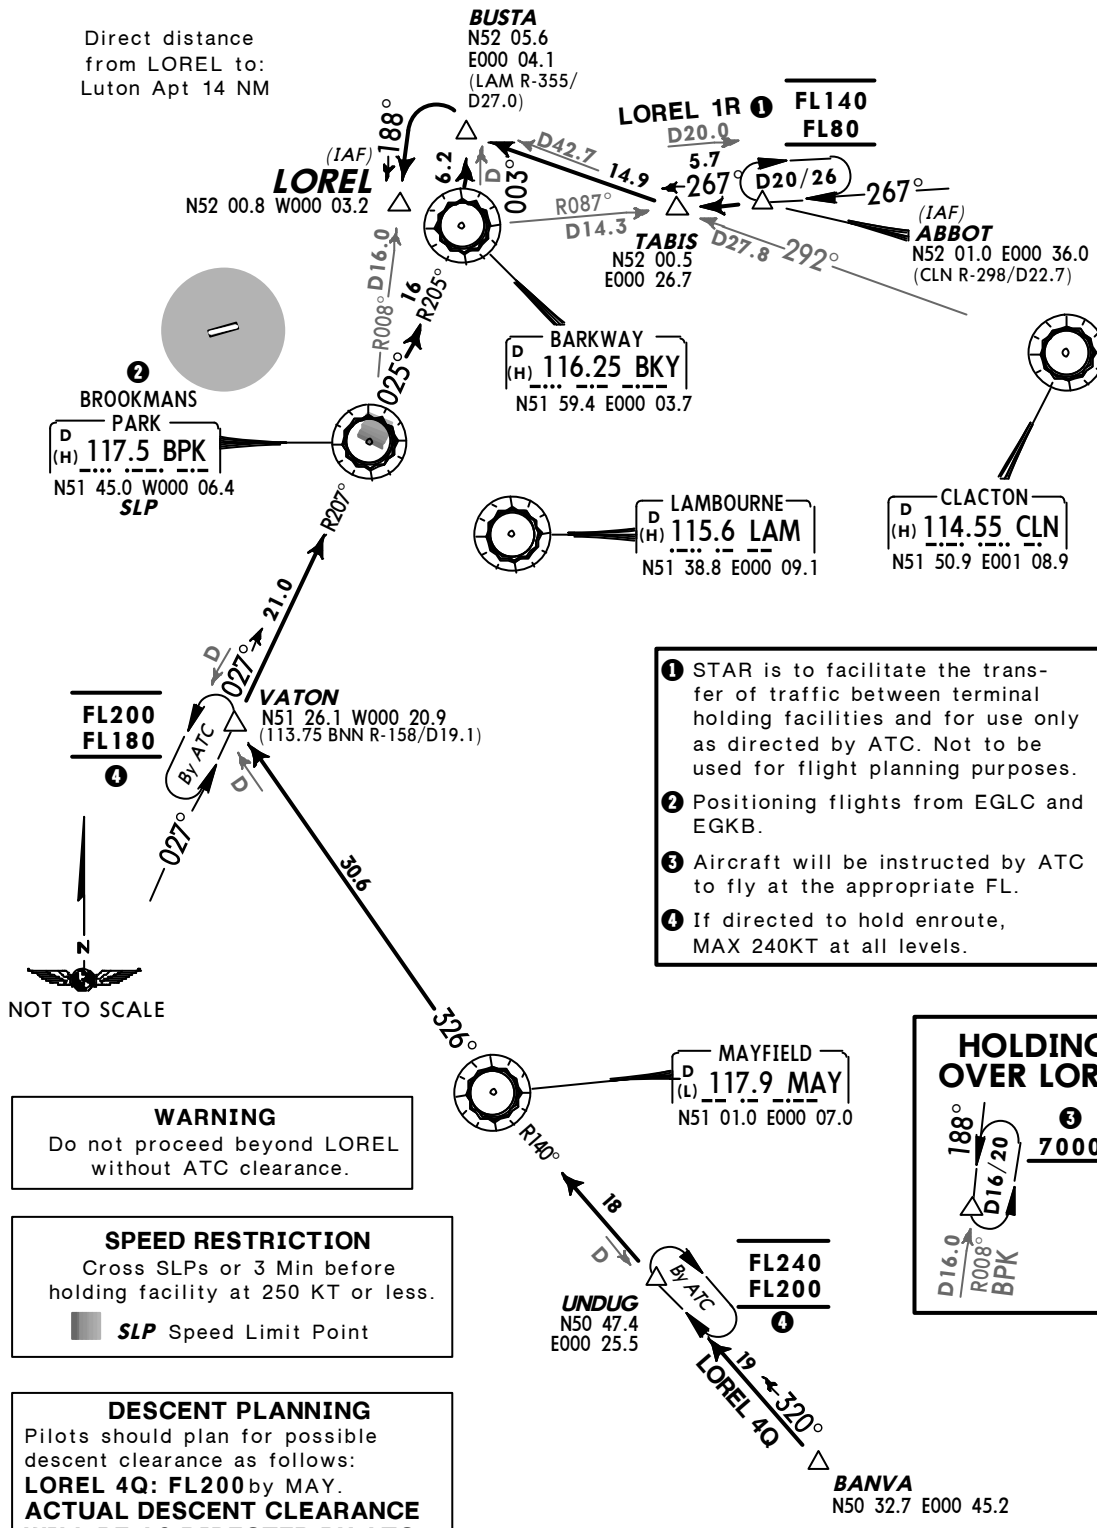 Direct distance
from LOREL to:
Luton Apt 14 NM
BUSTA
N52 05.6
E000 04.1
(LAM R-355/
D27.0)
LOREL 1R ❶
FL140
FL80
D20.0
D42.7
14.9
5.7
267°
D20/26
267°
188°
(IAF)
LOREL
N52 00.8 W000 03.2
6.2
D
003°
R087°
D14.3
TABIS
N52 00.5
E000 26.7
D27.8
292°
(IAF)
ABBOT
N52 01.0 E000 36.0
(CLN R-298/D22.7)
D16.0
R008°
16
R205°
025°
BARKWAY
D
(H) 116.25 BKY
N51 59.4 E000 03.7
❷
BROOKMANS
PARK
D
(H) 117.5 BPK
N51 45.0 W000 06.4
SLP
R207°
LAMBOURNE
D
(H) 115.6 LAM
N51 38.8 E000 09.1
CLACTON
D
(H) 114.55 CLN
N51 50.9 E001 08.9
21.0
027°
D
FL200
FL180
❹
By ATC
VATON
N51 26.1 W000 20.9
(113.75 BNN R-158/D19.1)
D
027°
30.6
326°
N
NOT TO SCALE
❶ STAR is to facilitate the trans-
fer of traffic between terminal
holding facilities and for use only
as directed by ATC. Not to be
used for flight planning purposes.
❷ Positioning flights from EGLC and
EGKB.
❸ Aircraft will be instructed by ATC
to fly at the appropriate FL.
❹ If directed to hold enroute,
MAX 240KT at all levels.
MAYFIELD
D
(L) 117.9 MAY
N51 01.0 E000 07.0
R140°
18
D
UNDUG
N50 47.4
E000 25.5
By ATC
FL240
FL200
❹
19
320°
LOREL 4Q
BANVA
N50 32.7 E000 45.2
HOLDING
OVER LOR
188°
D16/20
❸
7000
D16.0
R008°
BPK
WARNING
Do not proceed beyond LOREL
without ATC clearance.
SPEED RESTRICTION
Cross SLPs or 3 Min before
holding facility at 250 KT or less.
SLP Speed Limit Point
DESCENT PLANNING
Pilots should plan for possible
descent clearance as follows:
LOREL 4Q: FL200 by MAY.
ACTUAL DESCENT CLEARANCE